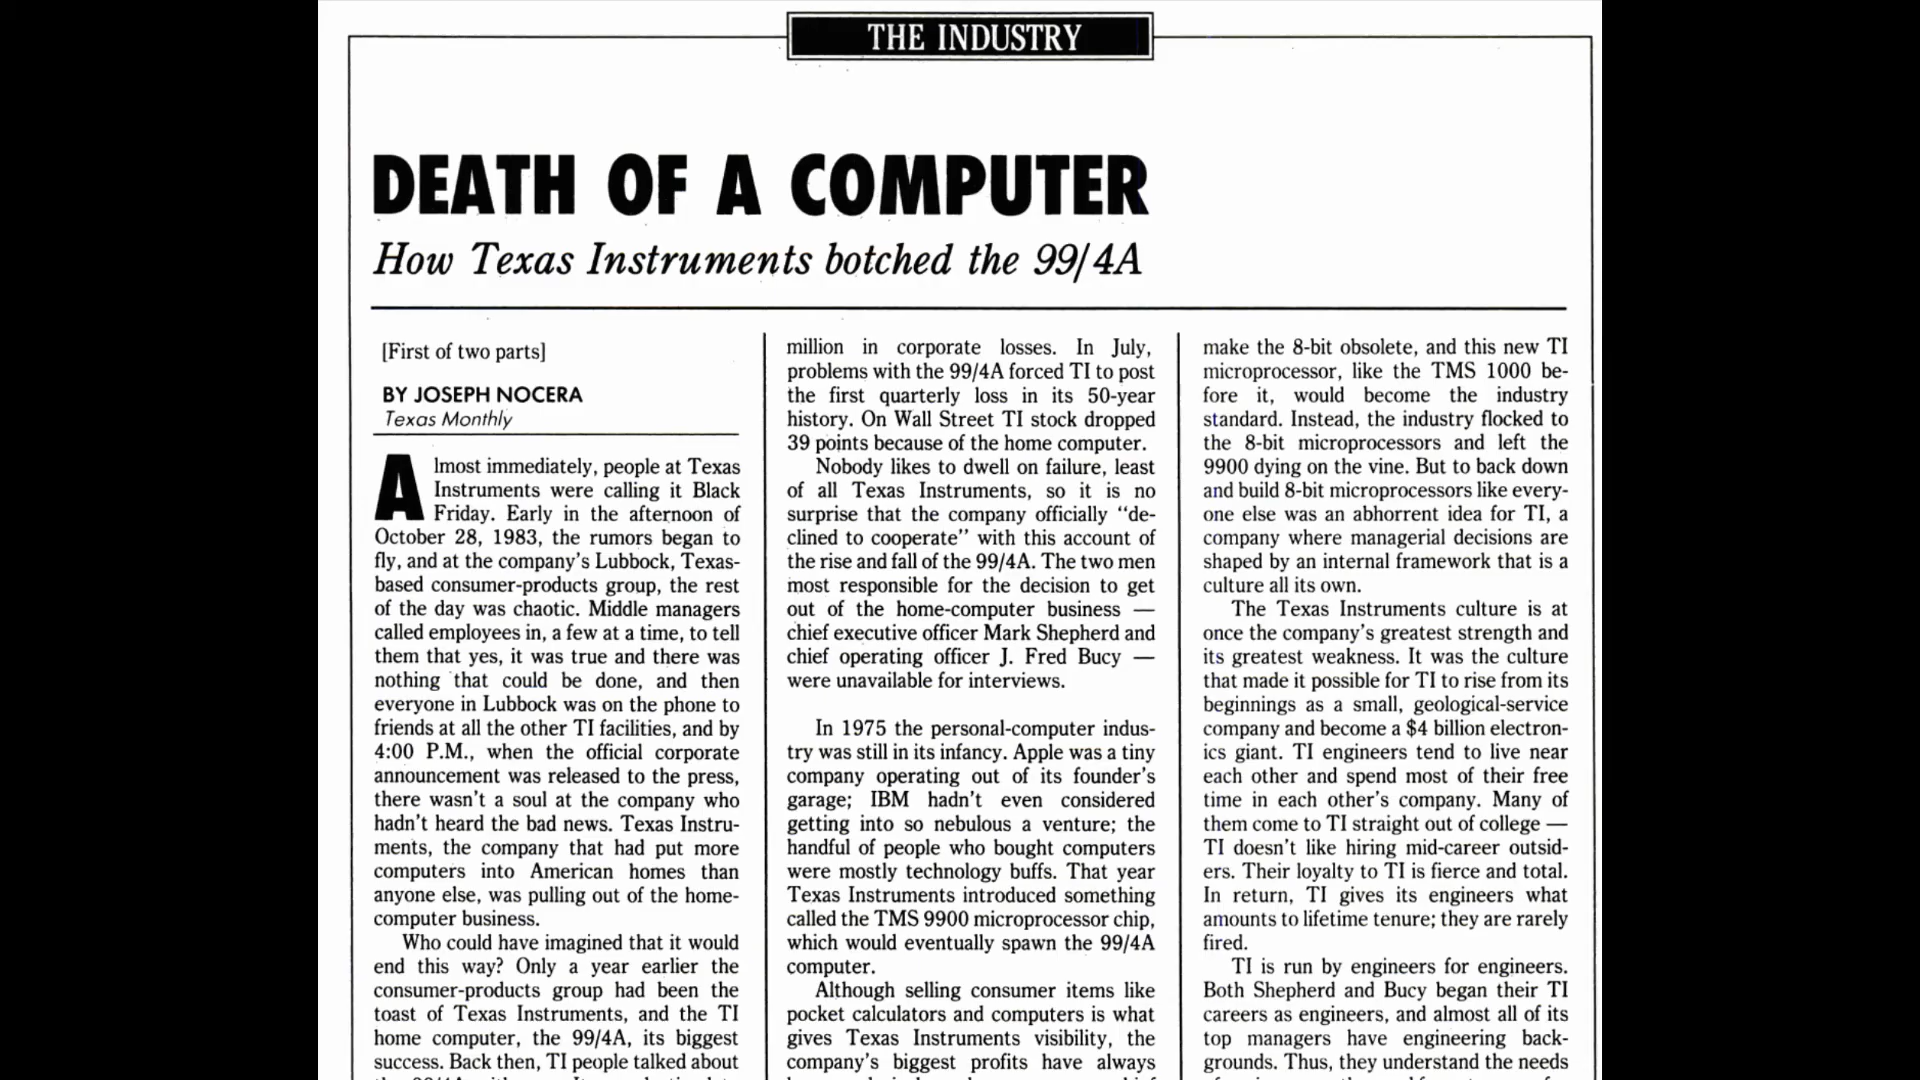 THE INDUSTRY
DEATH OF A COMPUTER
How Texas Instruments botched the 99/4A
[First of two parts]
BY JOSEPH NOCERA
Texas Monthly
Almost immediately, people at Texas
Instruments were calling it Black
Friday. Early in the afternoon of
October 28, 1983, the rumors began to
fly, and at the company's Lubbock, Texas-
based consumer-products group, the rest
of the day was chaotic. Middle managers
called employees in, a few at a time, to tell
them that yes, it was true and there was
nothing that could be done, and then
everyone in Lubbock was on the phone to
friends at all the other TI facilities, and by
4:00 P.M., when the official corporate
announcement was released to the press,
there wasn't a soul at the company who
hadn't heard the bad news. Texas Instru-
ments, the company that had put more
computers into American homes than
anyone else, was pulling out of the home-
computer business.
Who could have imagined that it would
end this way? Only a year earlier the
consumer-products group had been the
toast of Texas Instruments, and the TI
home computer, the 99/4A, its biggest
success. Back then, TI people talked about
million in corporate losses. In July,
problems with the 99/4A forced TI to post
the first quarterly loss in its 50-year
history. On Wall Street TI stock dropped
39 points because of the home computer.
Nobody likes to dwell on failure, least
of all Texas Instruments, so it is no
surprise that the company officially “de-
clined to cooperate” with this account of
the rise and fall of the 99/4A. The two men
most responsible for the decision to get
out of the home-computer business —
chief executive officer Mark Shepherd and
chief operating officer J. Fred Bucy —
were unavailable for interviews.
In 1975 the personal-computer indus-
try was still in its infancy. Apple was a tiny
company operating out of its founder's
garage; IBM hadn't even considered
getting into so nebulous a venture; the
handful of people who bought computers
were mostly technology buffs. That year
Texas Instruments introduced something
called the TMS 9900 microprocessor chip,
which would eventually spawn the 99/4A
computer.
Although selling consumer items like
pocket calculators and computers is what
gives Texas Instruments visibility, the
company's biggest profits have always
make the 8-bit obsolete, and this new TI
microprocessor, like the TMS 1000 be-
fore it, would become the industry
standard. Instead, the industry flocked to
the 8-bit microprocessors and left the
9900 dying on the vine. But to back down
and build 8-bit microprocessors like every-
one else was an abhorrent idea for TI, a
company where managerial decisions are
shaped by an internal framework that is a
culture all its own.
The Texas Instruments culture is at
once the company's greatest strength and
its greatest weakness. It was the culture
that made it possible for TI to rise from its
beginnings as a small, geological-service
company and become a $4 billion electron-
ics giant. TI engineers tend to live near
each other and spend most of their free
time in each other's company. Many of
them come to TI straight out of college —
TI doesn't like hiring mid-career outsid-
ers. Their loyalty to TI is fierce and total.
In return, TI gives its engineers what
amounts to lifetime tenure; they are rarely
fired.
TI is run by engineers for engineers.
Both Shepherd and Bucy began their TI
careers as engineers, and almost all of its
top managers have engineering back-
grounds. Thus, they understand the needs